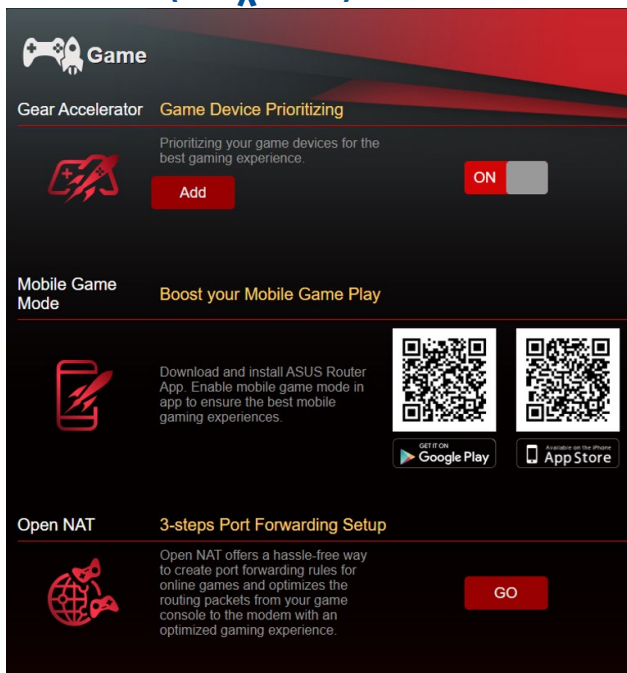 Game
Gear Accelerator
Game Device Prioritizing
Prioritizing your game devices for the
best gaming experience.
Add
ON
Mobile Game
Mode
Boost your Mobile Game Play
Download and install ASUS Router
App. Enable mobile game mode in
app to ensure the best mobile
gaming experiences.
GET IT ON
Google Play
Available on the iPhone
App Store
Open NAT
3-steps Port Forwarding Setup
Open NAT offers a hassle-free way
to create port forwarding rules for
online games and optimizes the
routing packets from your game
console to the modem with an
optimized gaming experience.
GO